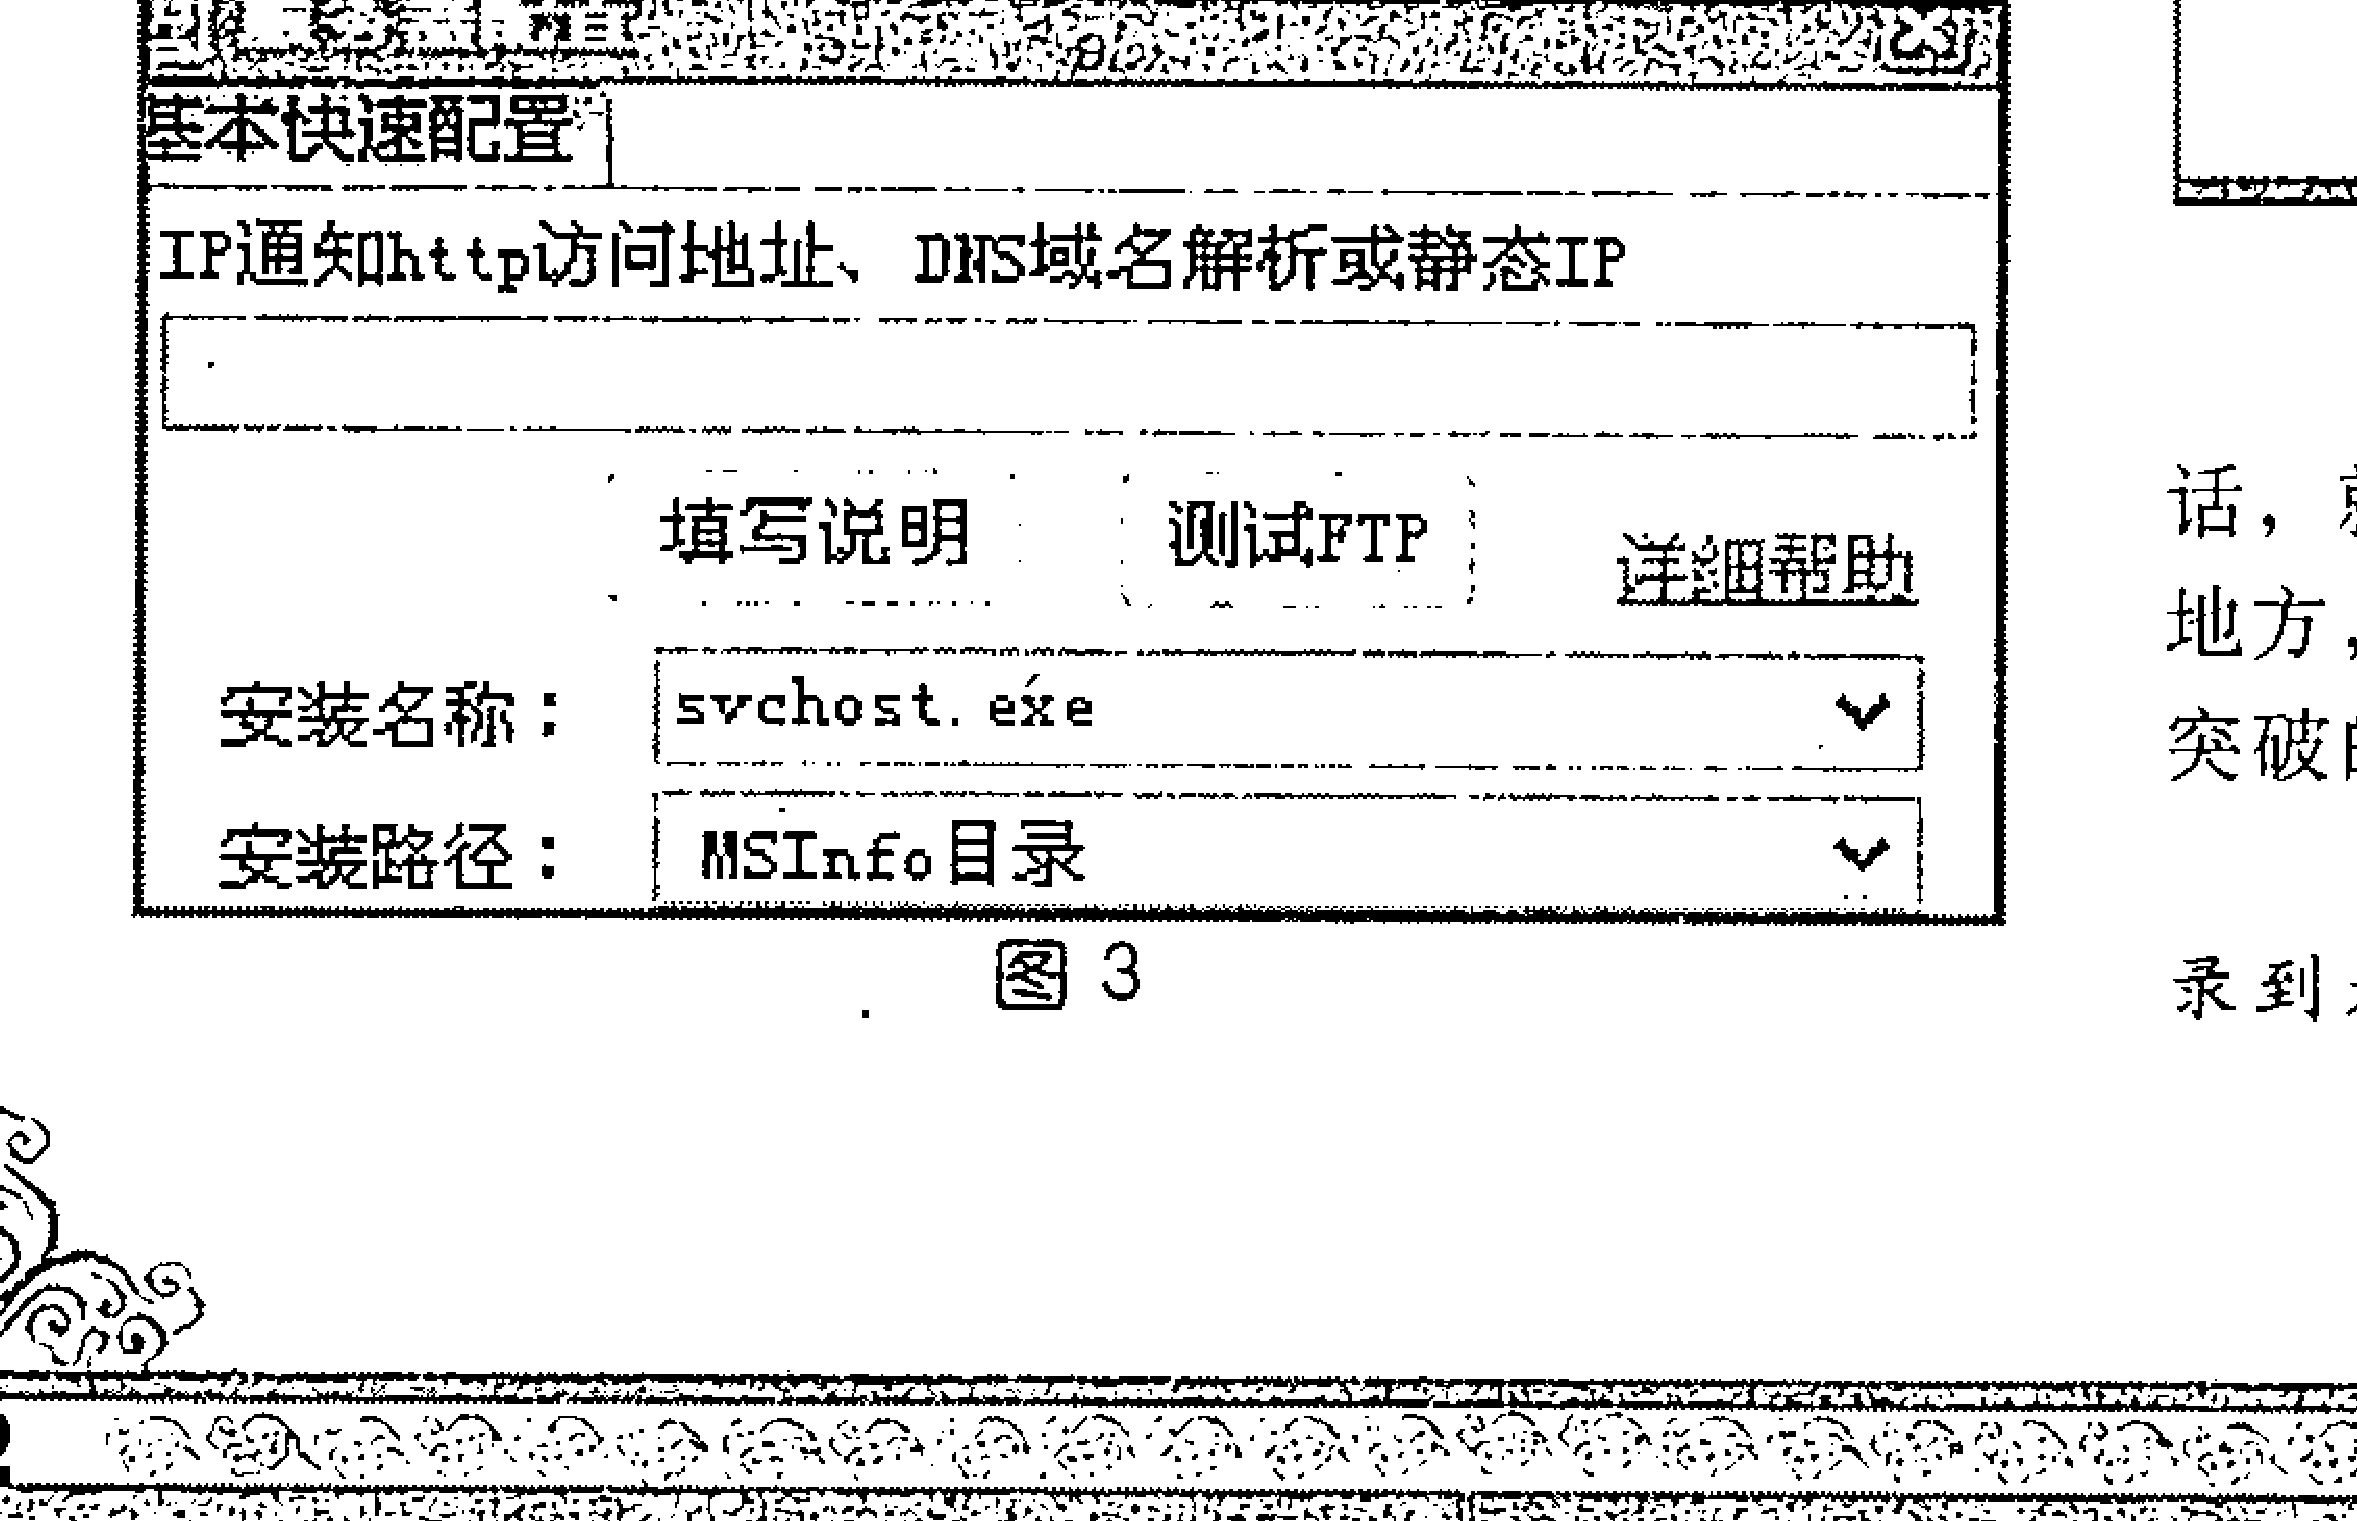 基本快速配置
IP通知http访问地址、DNS域名解析或静态IP
填写说明 测试FTP 详细帮助
安装名称： svchost.exe
安装路径： MSInfo目录
图 3
话，
地方，
突破
录到